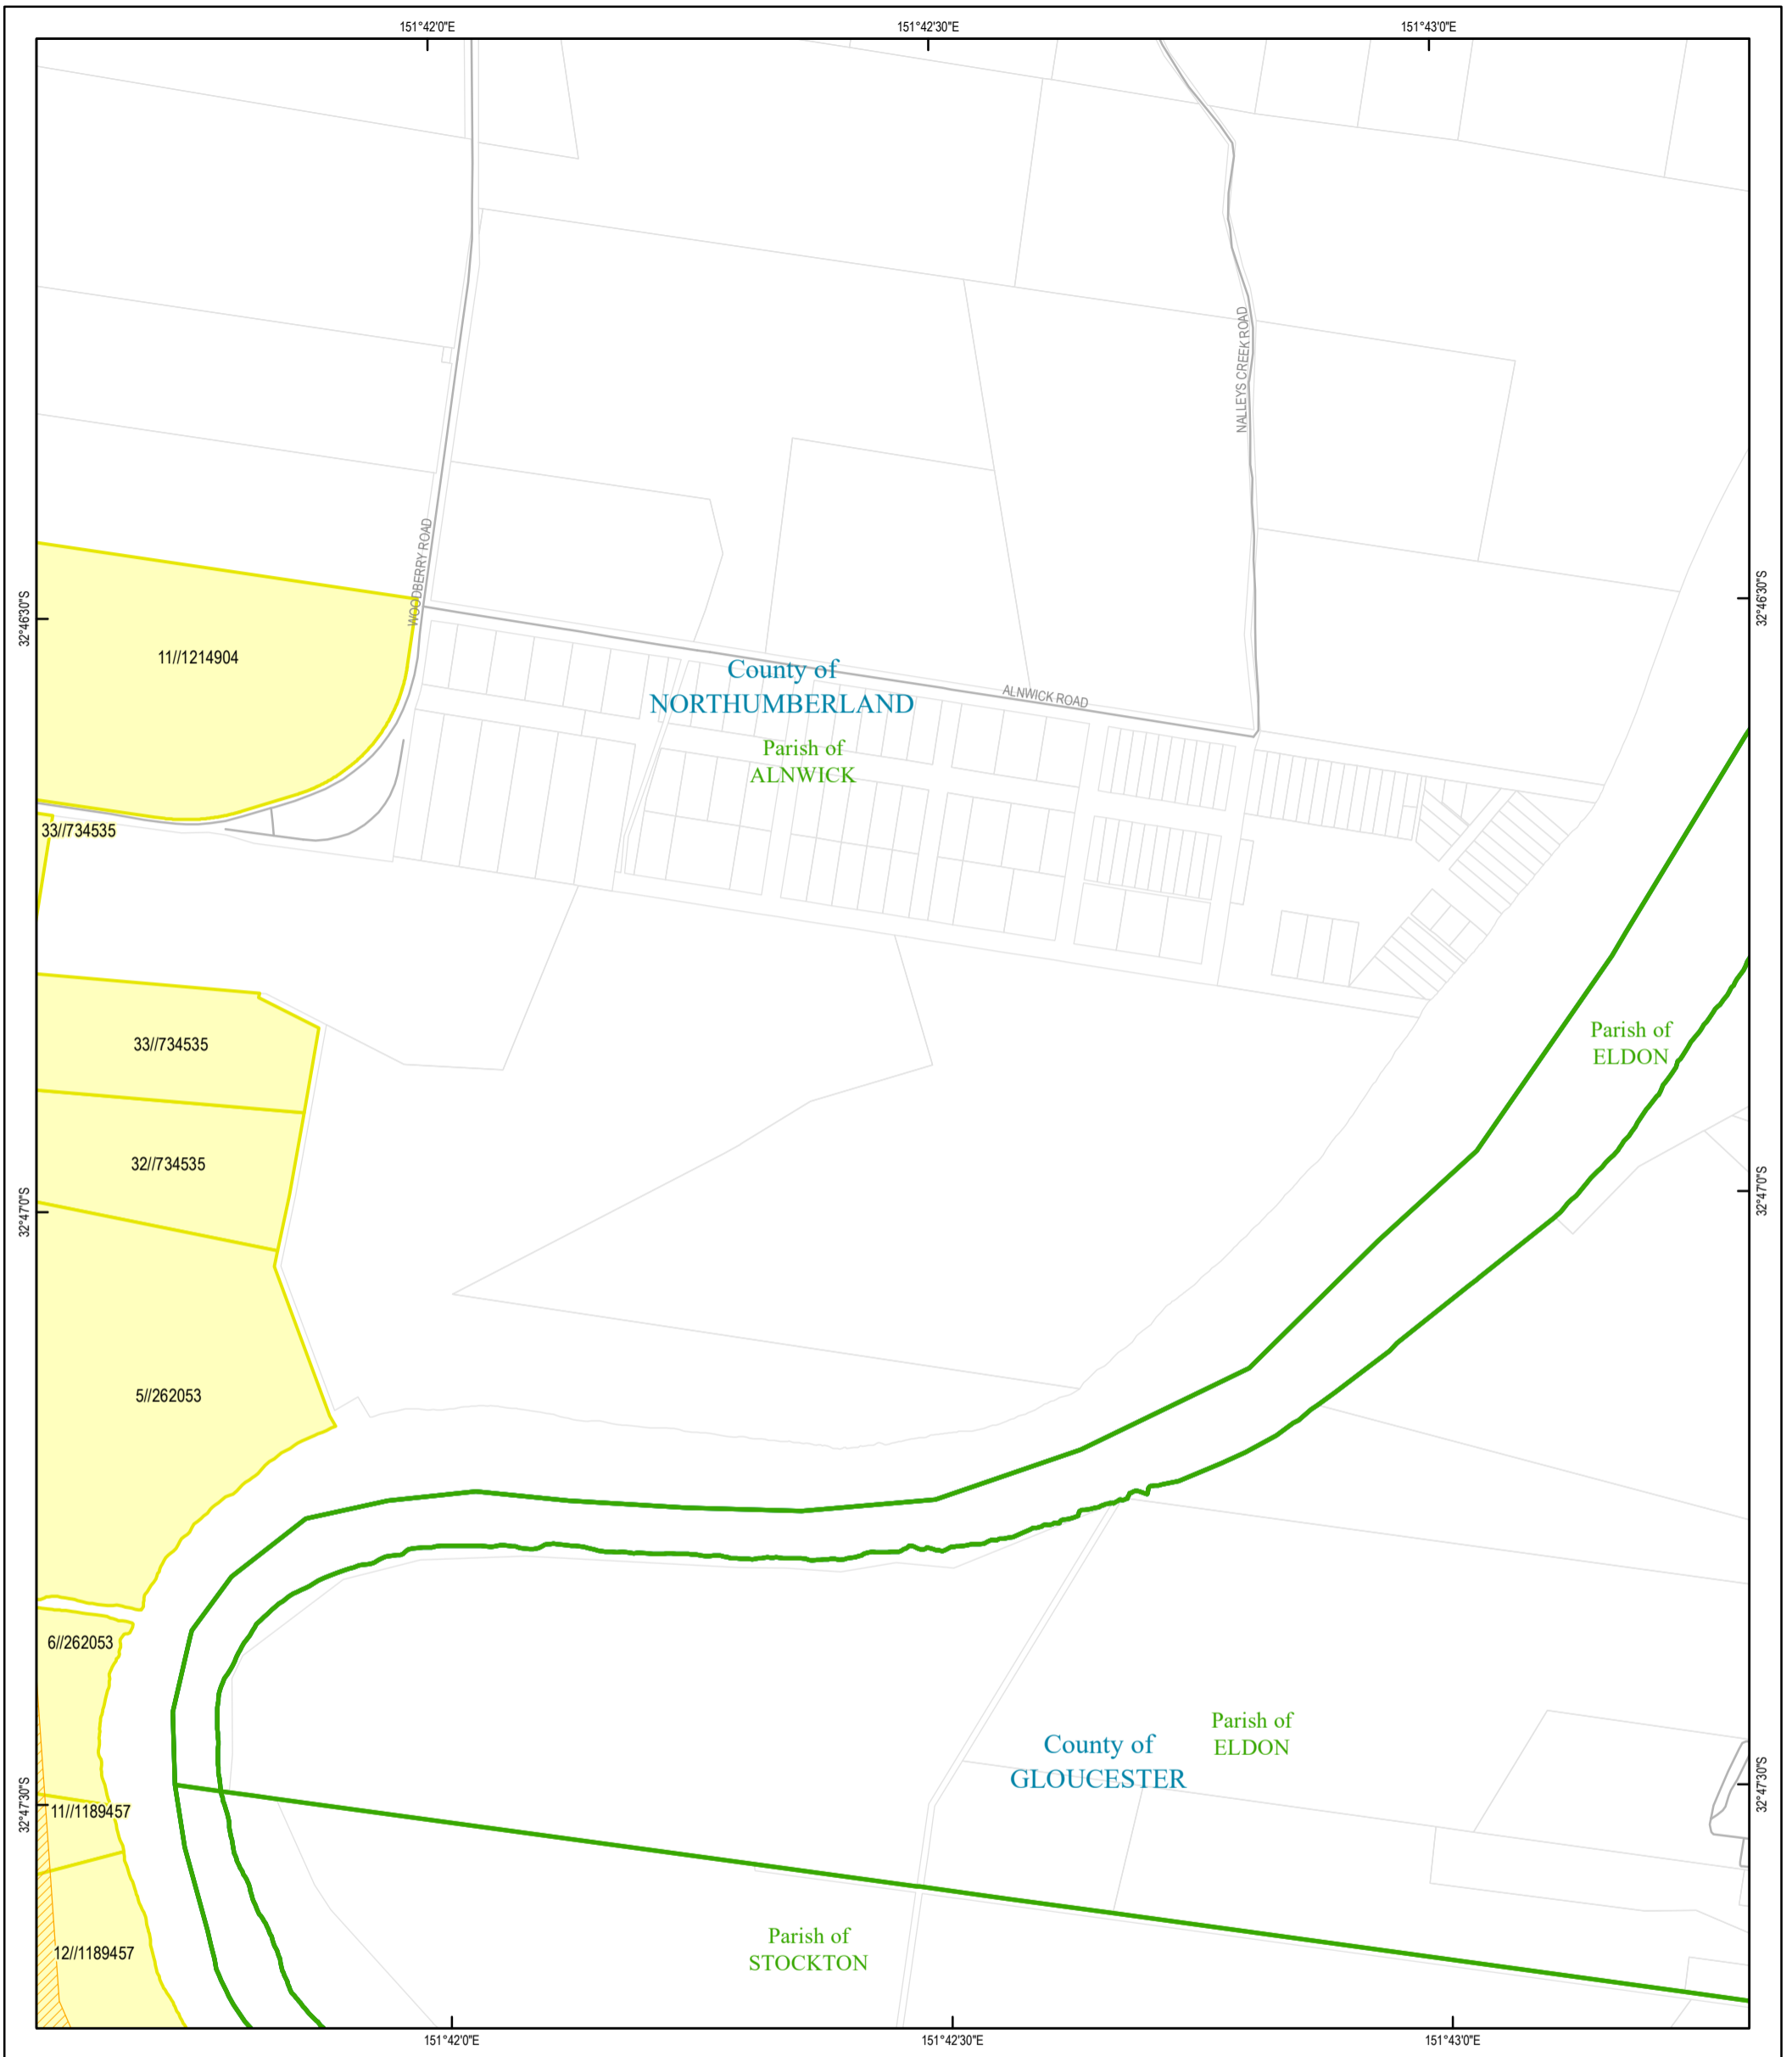 151°42'0"E
151°42'30"E
151°43'0"E
NALLEYS CREEK ROAD
WOODBERRY ROAD
32°46'30"S
32°46'30"S
11//1214904
County of
NORTHUMBERLAND
ALNWICK ROAD
Parish of
ALNWICK
33//734535
Parish of
ELDON
33//734535
32//734535
32°47'0"S
32°47'0"S
5//262053
6//262053
Parish of
ELDON
County of
GLOUCESTER
32°47'30"S
32°47'30"S
11//1189457
Parish of
STOCKTON
12//1189457
151°42'0"E
151°42'30"E
151°43'0"E